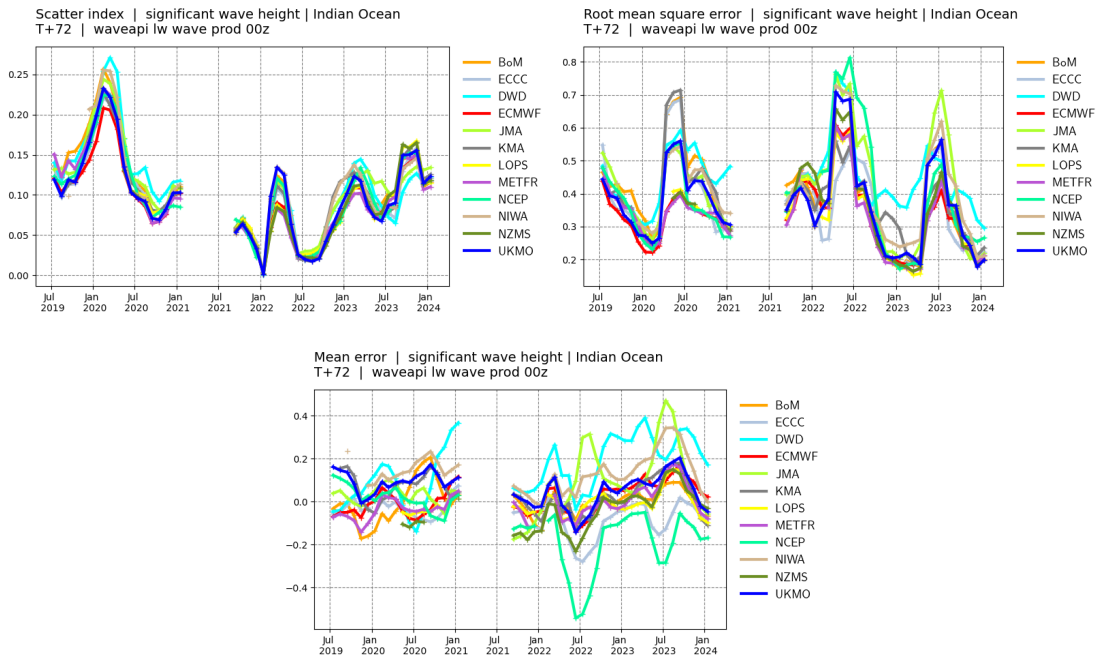 Scatter index | significant wave height | Indian Ocean
T+72 | waveapi lw wave prod 00z
0.25
0.20
0.15
0.10
0.05
0.00
Jul
2019
Jan
2020
Jul
2020
Jan
2021
Jan
2022
Jul
2022
Jan
2023
Jul
2023
Jan
2024
BoM
ECCC
DWD
ECMWF
JMA
KMA
LOPS
METFR
NCEP
NIWA
NZMS
UKMO
Root mean square error | significant wave height | Indian Ocean
T+72 | waveapi lw wave prod 00z
0.8
0.7
0.6
0.5
0.4
0.3
0.2
Jul
2019
Jan
2020
Jul
2020
Jan
2021
Jan
2022
Jul
2022
Jan
2023
Jul
2023
Jan
2024
BoM
ECCC
DWD
ECMWF
JMA
KMA
LOPS
METFR
NCEP
NIWA
NZMS
UKMO
Mean error | significant wave height | Indian Ocean
T+72 | waveapi lw wave prod 00z
0.4
0.2
0.0
−0.2
−0.4
Jul
2019
Jan
2020
Jul
2020
Jan
2021
Jan
2022
Jul
2022
Jan
2023
Jul
2023
Jan
2024
BoM
ECCC
DWD
ECMWF
JMA
KMA
LOPS
METFR
NCEP
NIWA
NZMS
UKMO